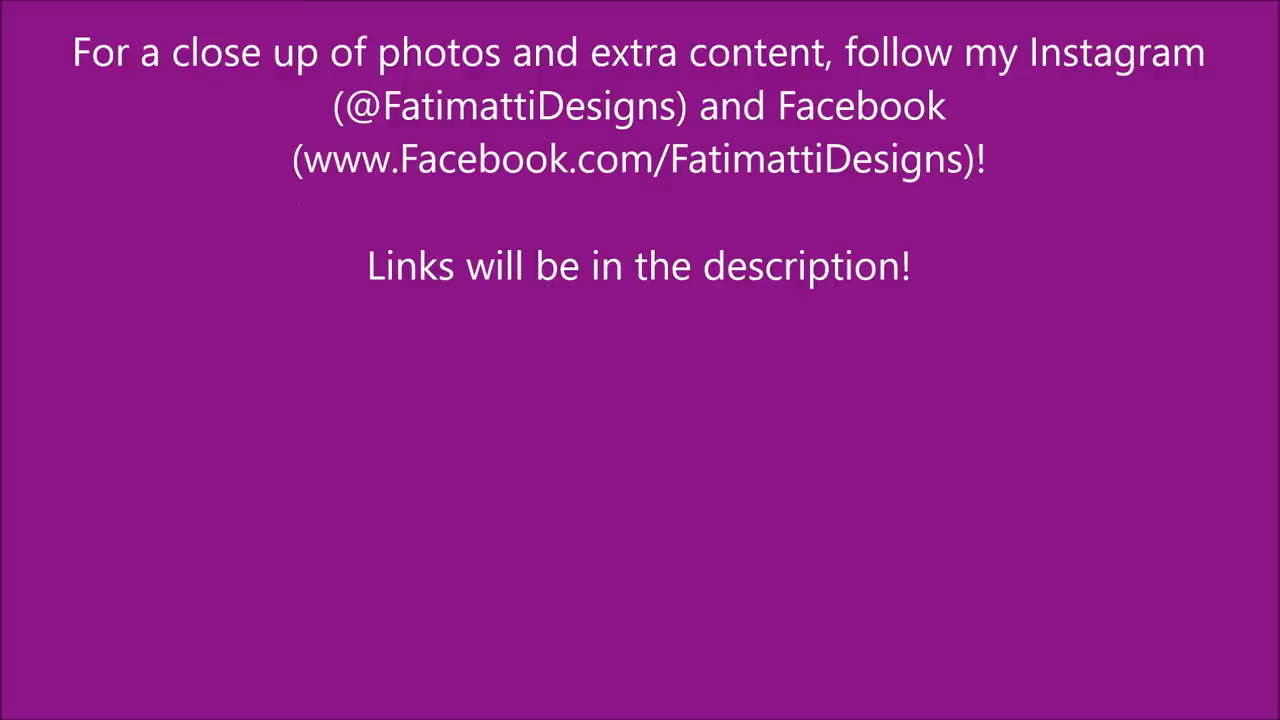 For a close up of photos and extra content, follow my Instagram
(@FatimattiDesigns) and Facebook
(www.Facebook.com/FatimattiDesigns)!
Links will be in the description!